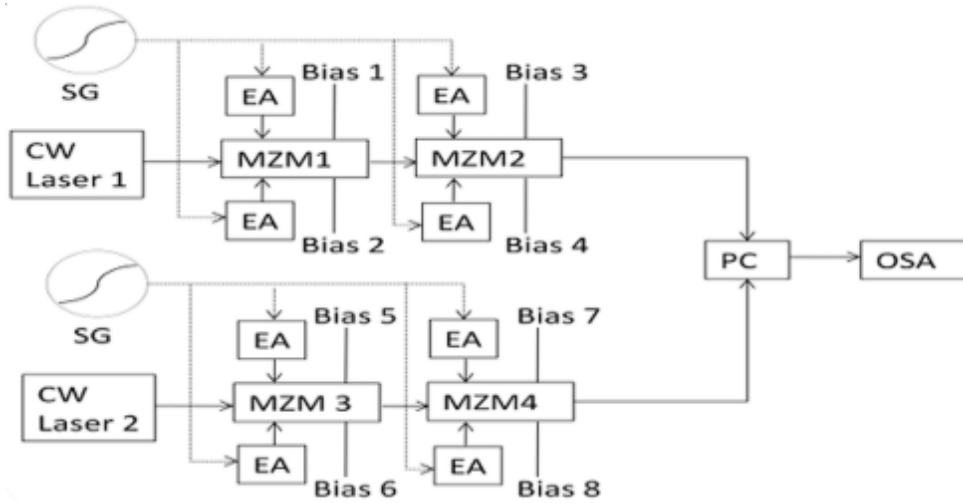 Bias 1
Bias 3
SG
EA
EA
CW
Laser 1
MZM1
MZM2
EA
EA
Bias 2
Bias 4
PC
OSA
SG
Bias 5
Bias 7
EA
EA
CW
Laser 2
MZM 3
MZM4
EA
EA
Bias 6
Bias 8